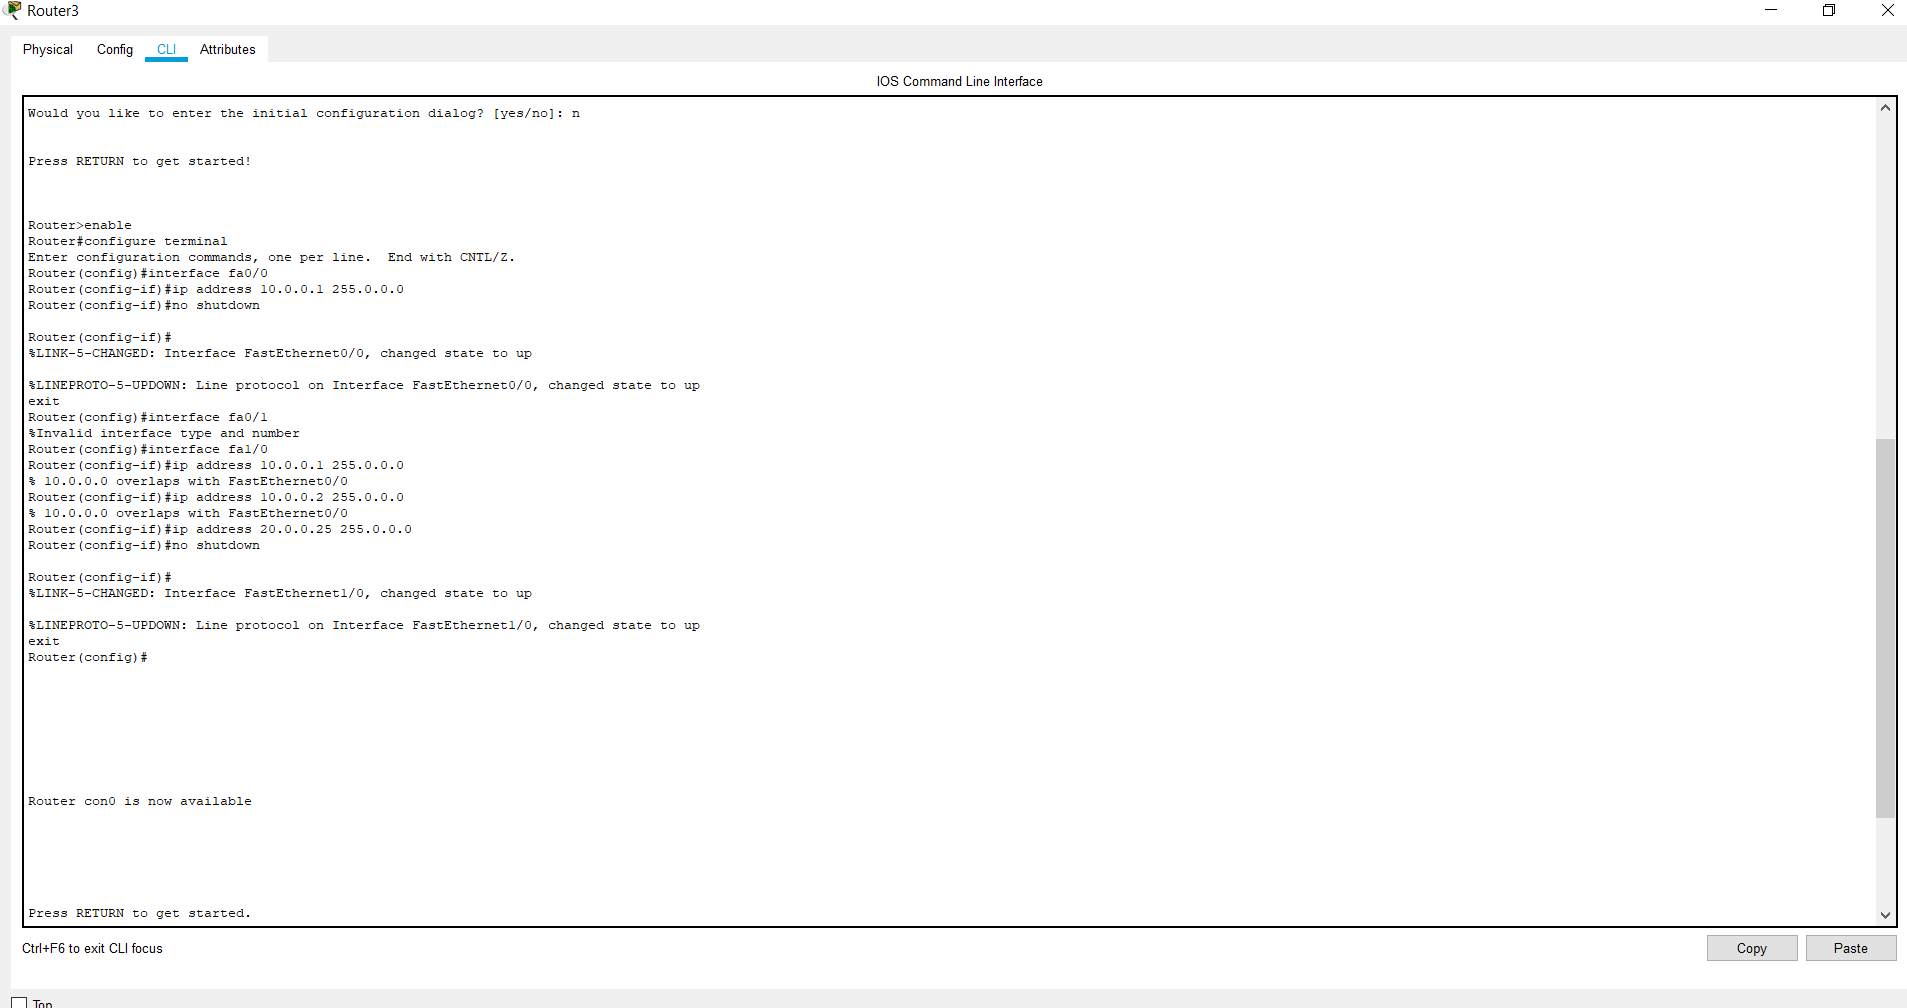 Router3
Physical Config CLI Attributes
IOS Command Line Interface
Would you like to enter the initial configuration dialog? [yes/no]: n
Press RETURN to get started!
Router>enable
Router#configure terminal
Enter configuration commands, one per line.  End with CNTL/Z.
Router(config)#interface fa0/0
Router(config-if)#ip address 10.0.0.1 255.0.0.0
Router(config-if)#no shutdown
Router(config-if)#
%LINK-5-CHANGED: Interface FastEthernet0/0, changed state to up
%LINEPROTO-5-UPDOWN: Line protocol on Interface FastEthernet0/0, changed state to up
exit
Router(config)#interface fa0/1
%Invalid interface type and number
Router(config)#interface fa1/0
Router(config-if)#ip address 10.0.0.1 255.0.0.0
% 10.0.0.0 overlaps with FastEthernet0/0
Router(config-if)#ip address 10.0.0.2 255.0.0.0
% 10.0.0.0 overlaps with FastEthernet0/0
Router(config-if)#ip address 20.0.0.25 255.0.0.0
Router(config-if)#no shutdown
Router(config-if)#
%LINK-5-CHANGED: Interface FastEthernet1/0, changed state to up
%LINEPROTO-5-UPDOWN: Line protocol on Interface FastEthernet1/0, changed state to up
exit
Router(config)#
Router con0 is now available
Press RETURN to get started.
Ctrl+F6 to exit CLI focus
Copy Paste
Top